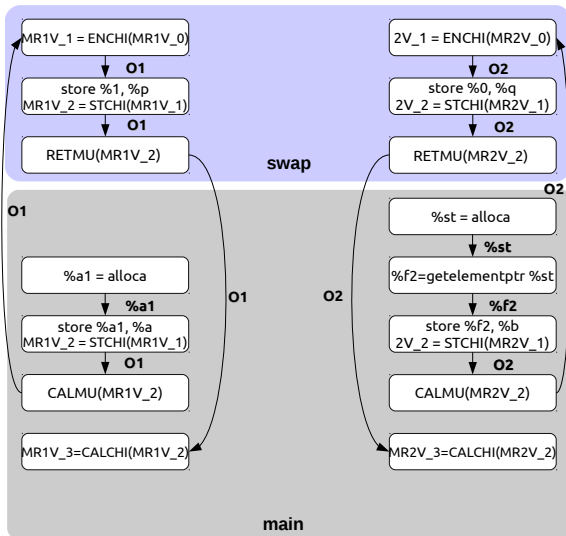 MR1V_1 = ENCHI(MR1V_0)
O1
store %1, %p
MR1V_2 = STCHI(MR1V_1)
O1
RETMU(MR1V_2)
2V_1 = ENCHI(MR2V_0)
O2
store %0, %q
2V_2 = STCHI(MR2V_1)
O2
RETMU(MR2V_2)
swap
O1
O1
O2
O2
%a1 = alloca
%a1
store %a1, %a
MR1V_2 = STCHI(MR1V_1)
O1
CALMU(MR1V_2)
MR1V_3=CALCHI(MR1V_2)
%st = alloca
%st
%f2=getelementptr %st
%f2
store %f2, %b
2V_2 = STCHI(MR2V_1)
O2
CALMU(MR2V_2)
MR2V_3=CALCHI(MR2V_2)
main